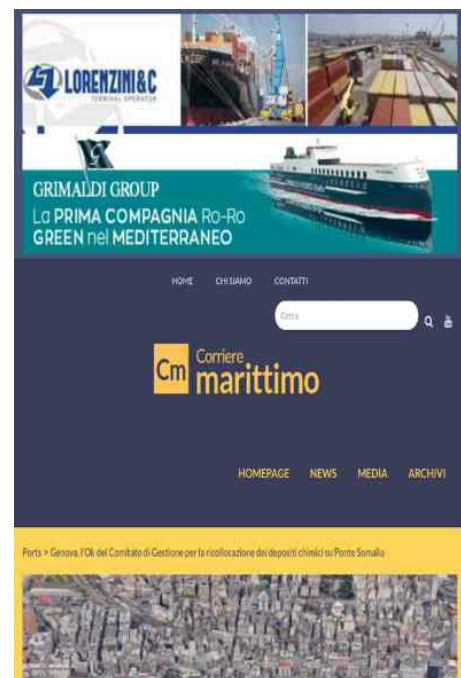 LORENZINI & C
TERMINAL OPERATOR
GRIMALDI GROUP
La PRIMA COMPAGNIA Ro-Ro
GREEN nel MEDITERRANEO
HOME CHI SIAMO CONTATTI
Cerca
Cm Corriere
marittimo
HOMEPAGE NEWS MEDIA ARCHIVI
Ports > Genova, l'Ok del Comitato di Gestione per la ricollocazione dei depositi chimici su Ponte Somalia